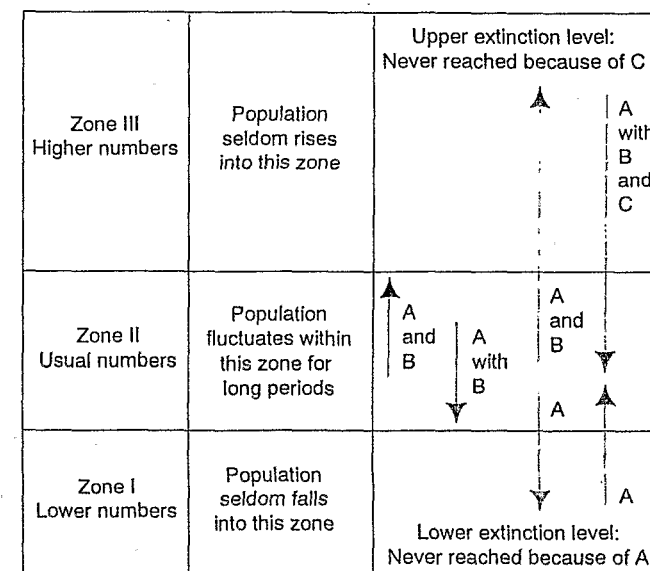 Upper extinction level:
Never reached because of C
Zone III
Higher numbers
Population
seldom rises
into this zone
A
with
B
and
C
Zone II
Usual numbers
Population
fluctuates within
this zone for
long periods
A
and
B
A
with
B
A
and
B
A
Zone I
Lower numbers
Population
seldom falls
into this zone
A
Lower extinction level:
Never reached because of A